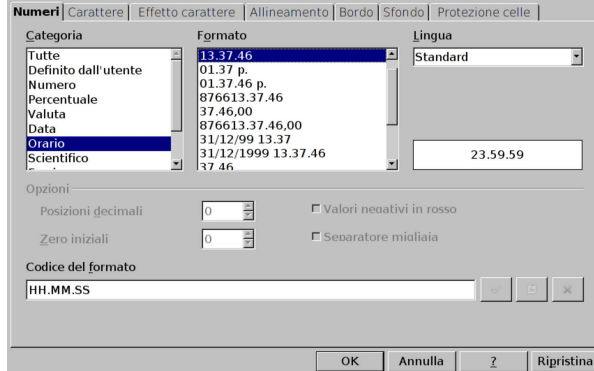 Numeri Carattere Effetto carattere Allineamento Bordo Sfondo Protezione celle
Categoria
Tutte
Definito dall'utente
Numero
Percentuale
Valuta
Data
Orario
Scientifico
Formato
13.37.46
01.37 p.
01.37.46 p.
876613.37.46
37.46,00
876613.37.46,00
31/12/99 13.37
31/12/1999 13.37.46
37.46
Lingua
Standard
23.59.59
Opzioni
Posizioni decimali 0 Valori negativi in rosso
Zero iniziali 0 Separatore migliaia
Codice del formato
HH.MM.SS
OK Annulla ? Ripristina